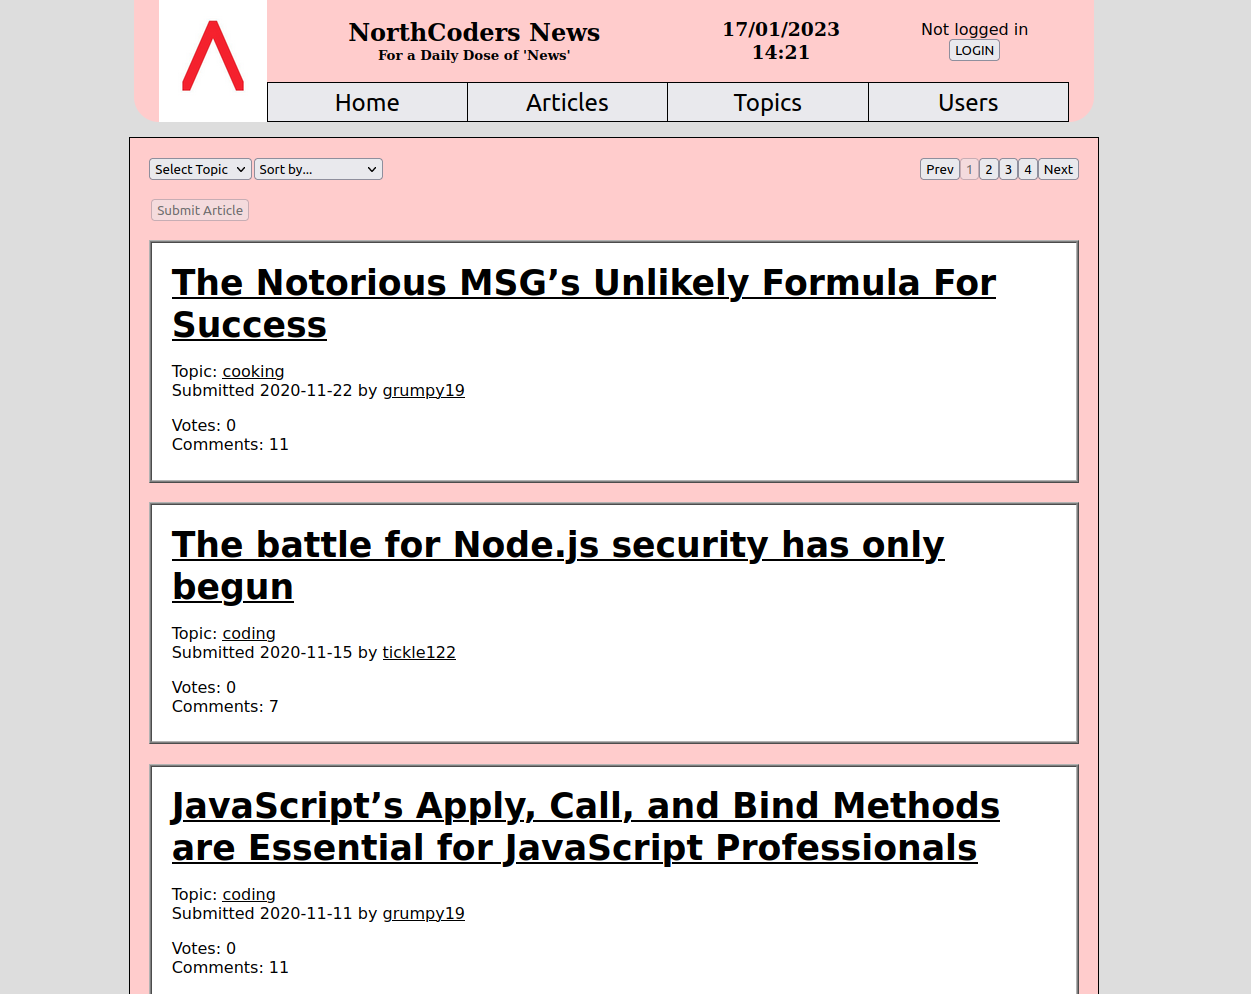 NorthCoders News
For a Daily Dose of 'News'
17/01/2023
14:21
Not logged in
LOGIN
Home Articles Topics Users
Select Topic Sort by... Prev 1 2 3 4 Next
Submit Article
The Notorious MSG’s Unlikely Formula For
Success
Topic: cooking
Submitted 2020-11-22 by grumpy19
Votes: 0
Comments: 11
The battle for Node.js security has only
begun
Topic: coding
Submitted 2020-11-15 by tickle122
Votes: 0
Comments: 7
JavaScript’s Apply, Call, and Bind Methods
are Essential for JavaScript Professionals
Topic: coding
Submitted 2020-11-11 by grumpy19
Votes: 0
Comments: 11